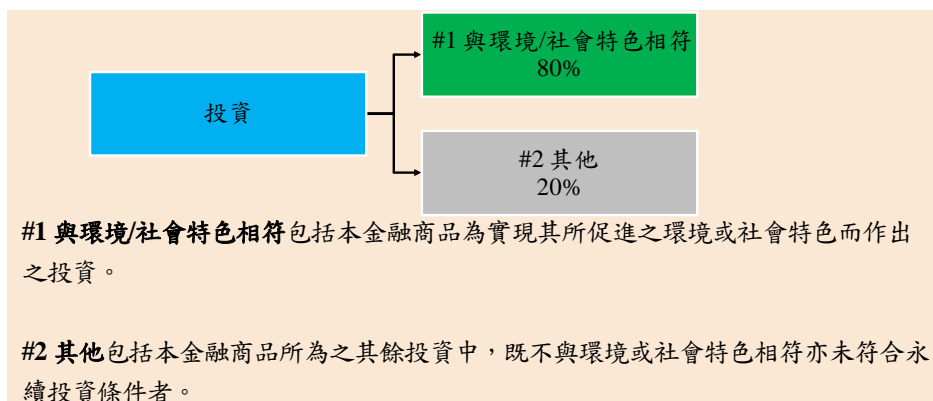 #1 與環境/社會特色相符
80%
投資
#2 其他
20%
#1 與環境/社會特色相符包括本金融商品為實現其所促進之環境或社會特色而作出
之投資。
#2 其他包括本金融商品所為之其餘投資中，既不與環境或社會特色相符亦未符合永
續投資條件者。